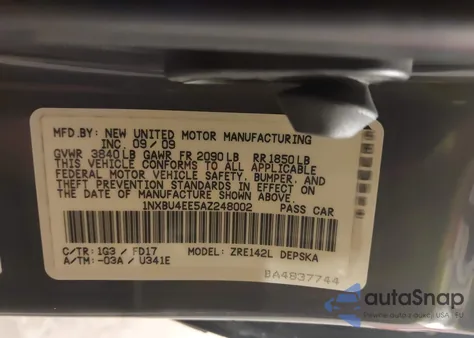 MFD.BY: NEW UNITED MOTOR MANUFACTURING
INC. 09/09
GVWR 3840LB GAWR FR 2090LB RR1850LB
THIS VEHICLE CONFORMS TO ALL APPLICABLE
FEDERAL MOTOR VEHICLE SAFETY, BUMPER, AND
THEFT PREVENTION STANDARDS IN EFFECT ON
THE DATE OF MANUFACTURE SHOWN ABOVE.
1NXBU4EE5AZ248002 PASS CAR
C/TR: 1G3 / FD17 MODEL: ZRE142L DEPSKA
A/TM: -03A / U341E
BA4837744
autoSnap